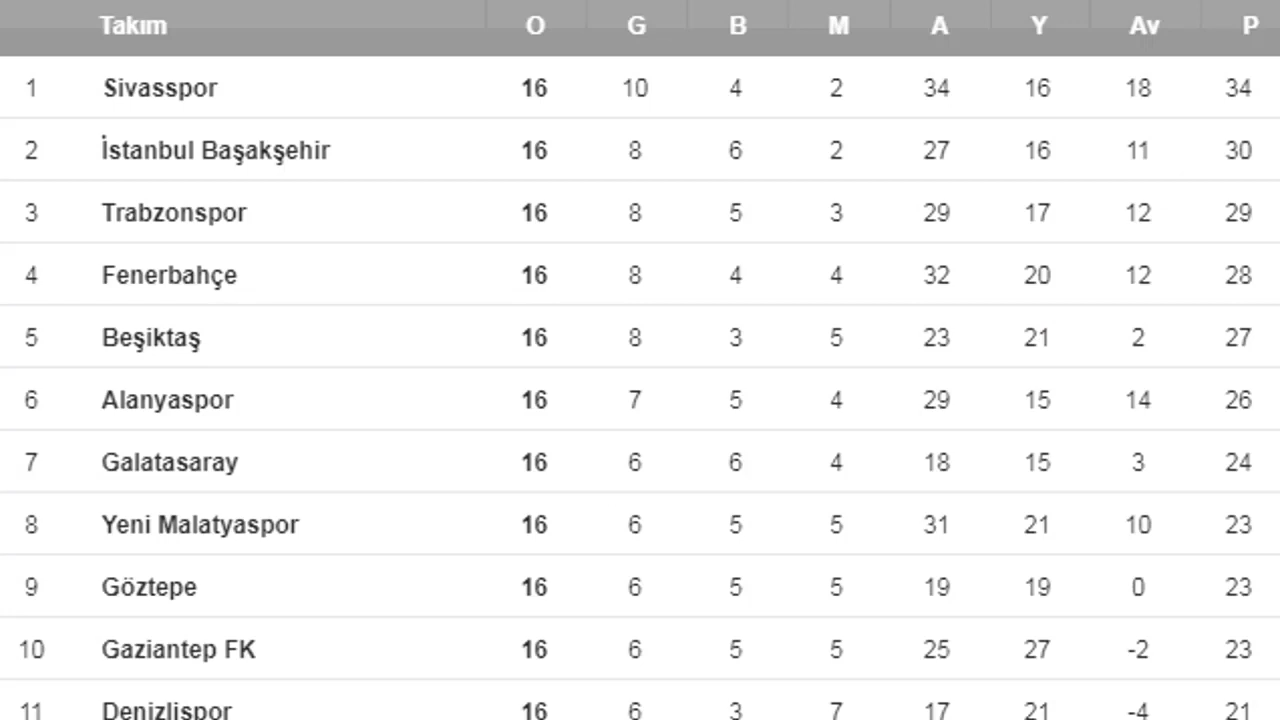 Takım O G B M A Y Av P
1 Sivasspor 16 10 4 2 34 16 18 34
2 İstanbul Başakşehir 16 8 6 2 27 16 11 30
3 Trabzonspor 16 8 5 3 29 17 12 29
4 Fenerbahçe 16 8 4 4 32 20 12 28
5 Beşiktaş 16 8 3 5 23 21 2 27
6 Alanyaspor 16 7 5 4 29 15 14 26
7 Galatasaray 16 6 6 4 18 15 3 24
8 Yeni Malatyaspor 16 6 5 5 31 21 10 23
9 Göztepe 16 6 5 5 19 19 0 23
10 Gaziantep FK 16 6 5 5 25 27 -2 23
11 Denizlispor 16 6 3 7 17 21 -4 21